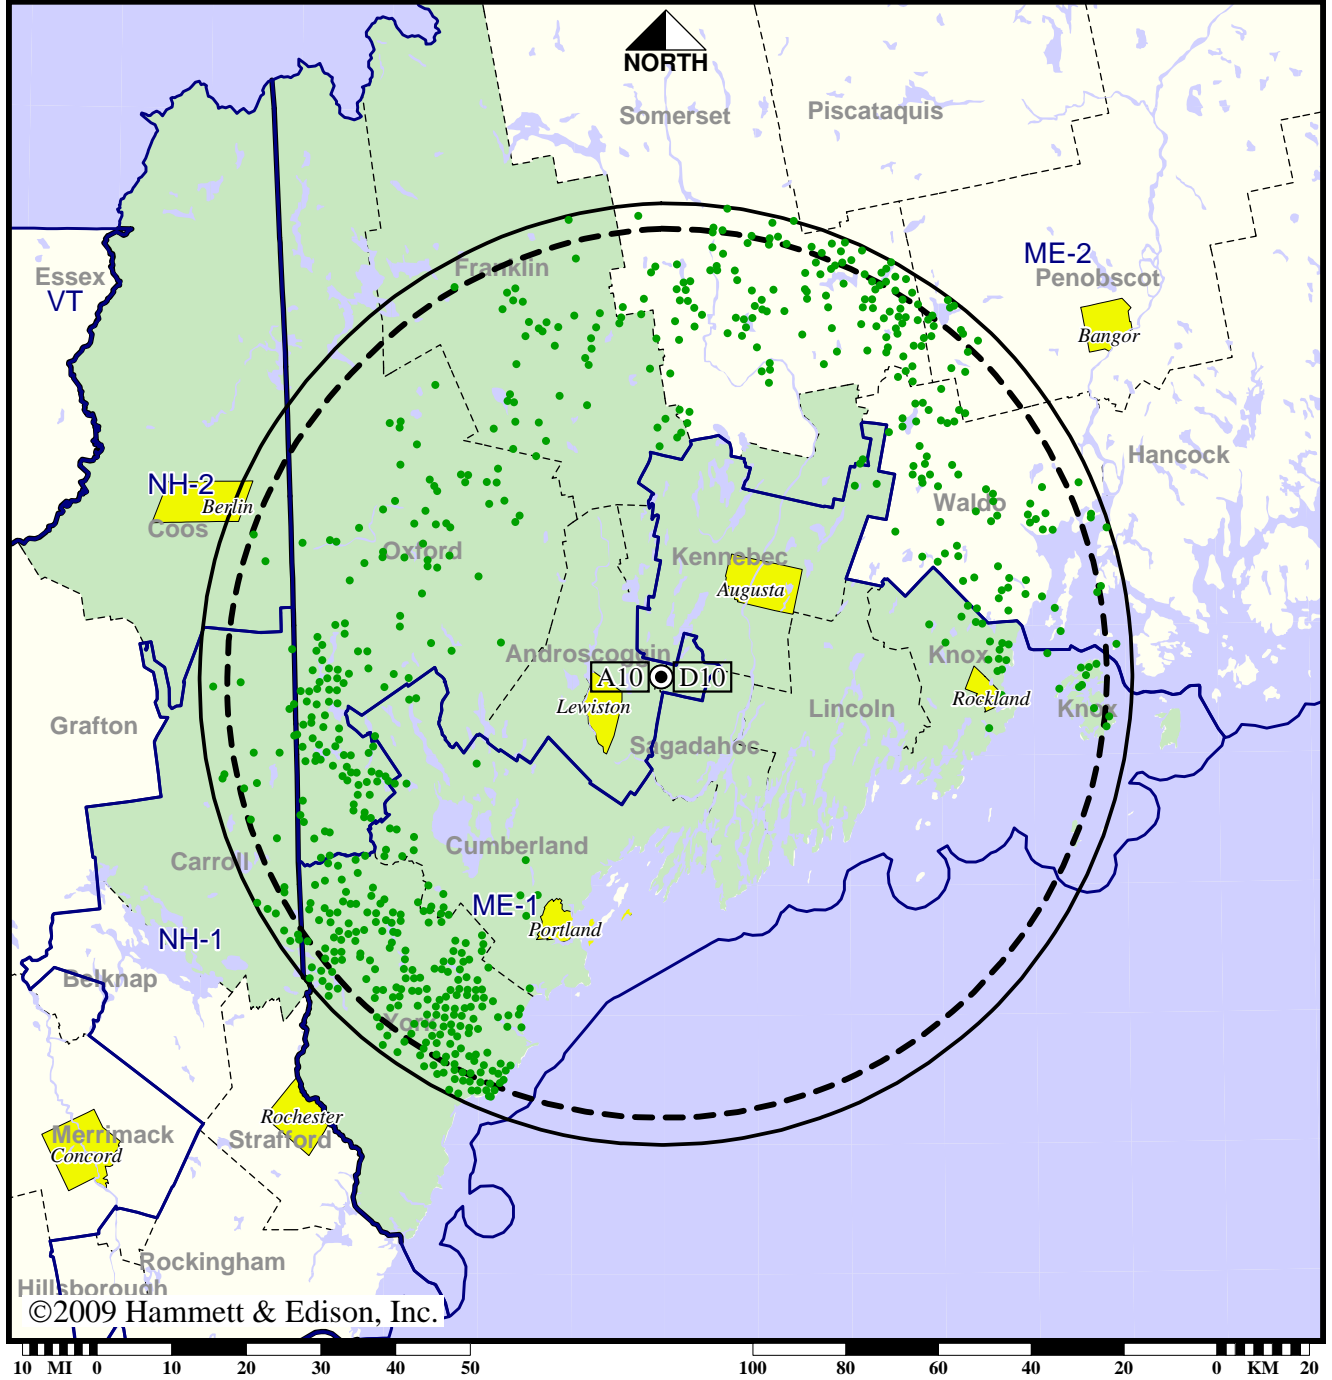 NORTH
Somerset
Piscataquis
ME-2
Penobscot
Essex
VT
Franklin
Bangor
Hancock
NH-2
Berlin
Coos
Waldo
Oxford
Kennebec
Augusta
Androscoggin
Knox
A10 D10
Rockland
Lewiston
Lincoln
Knox
Grafton
Sagadahoc
Cumberland
Carroll
ME-1
Portland
NH-1
Belknap
York
Rochester
Strafford
Merrimack
Concord
Rockingham
Hillsborough
©2009 Hammett & Edison, Inc.
10 MI 0 10 20 30 40 50 100 80 60 40 20 0 KM 20